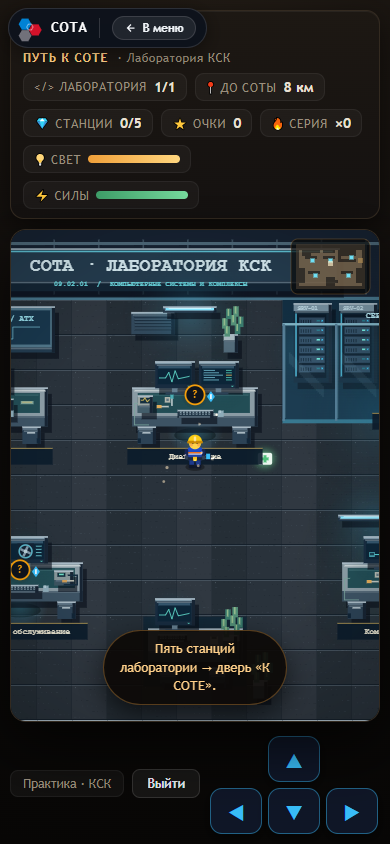 СОТА
← В меню
ПУТЬ К СОТЕ · Лаборатория КСК
</> ЛАБОРАТОРИЯ 1/1
ДО СОТЫ 8 км
СТАНЦИИ 0/5
ОЧКИ 0
СЕРИЯ ×0
СВЕТ
СИЛЫ
СОТА · ЛАБОРАТОРИЯ КСК
09.02.01 / КОМПЬЮТЕРНЫЕ СИСТЕМЫ И КОМПЛЕКСЫ
/ ATX
?
?
обслуживание
Пять станций
лаборатории → дверь «К
СОТЕ».
Практика · КСК
Выйти
▲
◀ ▼ ▶